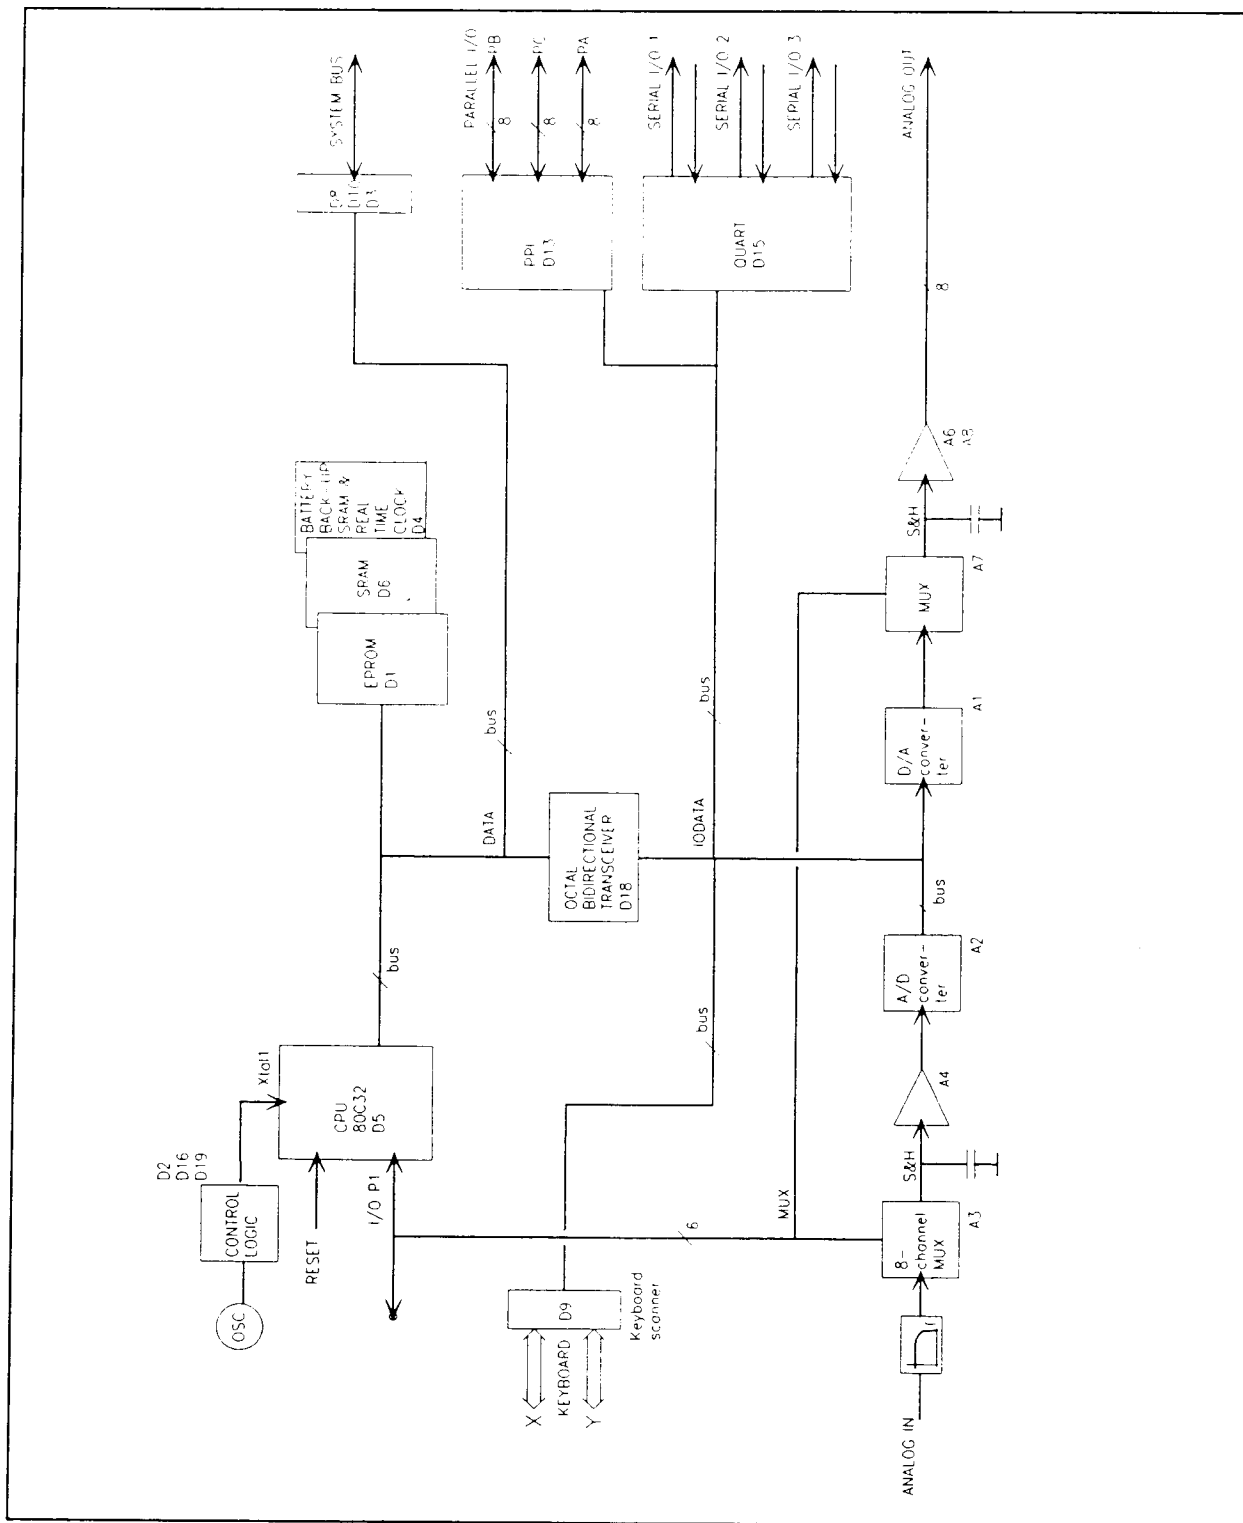 OSC
CONTROL
LOGIC
D2
D16
D19
Xtal1
RESET
I/O P1
CPU
80C32
D5
bus
EPROM
D1
SRAM
D6
BATTERY
BACK-UP
SRAM &
REAL
TIME
CLOCK
D4
DATA
bus
D8
D10
D3
SYSTEM BUS
X
KEYBOARD
Y
D9
Keyboard
scanner
bus
OCTAL
BIDIRECTIONAL
TRANSCEIVER
D18
IODATA
bus
PPI
D13
PARALLEL I/O
PB
8
PC
8
PA
8
QUART
D15
SERIAL I/O 1
SERIAL I/O 2
SERIAL I/O 3
6
MUX
ANALOG IN
8-
channel
MUX
A3
S&H
A4
A/D
conver-
ter
A2
bus
D/A
conver-
ter
A1
MUX
A7
S&H
A6
A8
8
ANALOG OUT